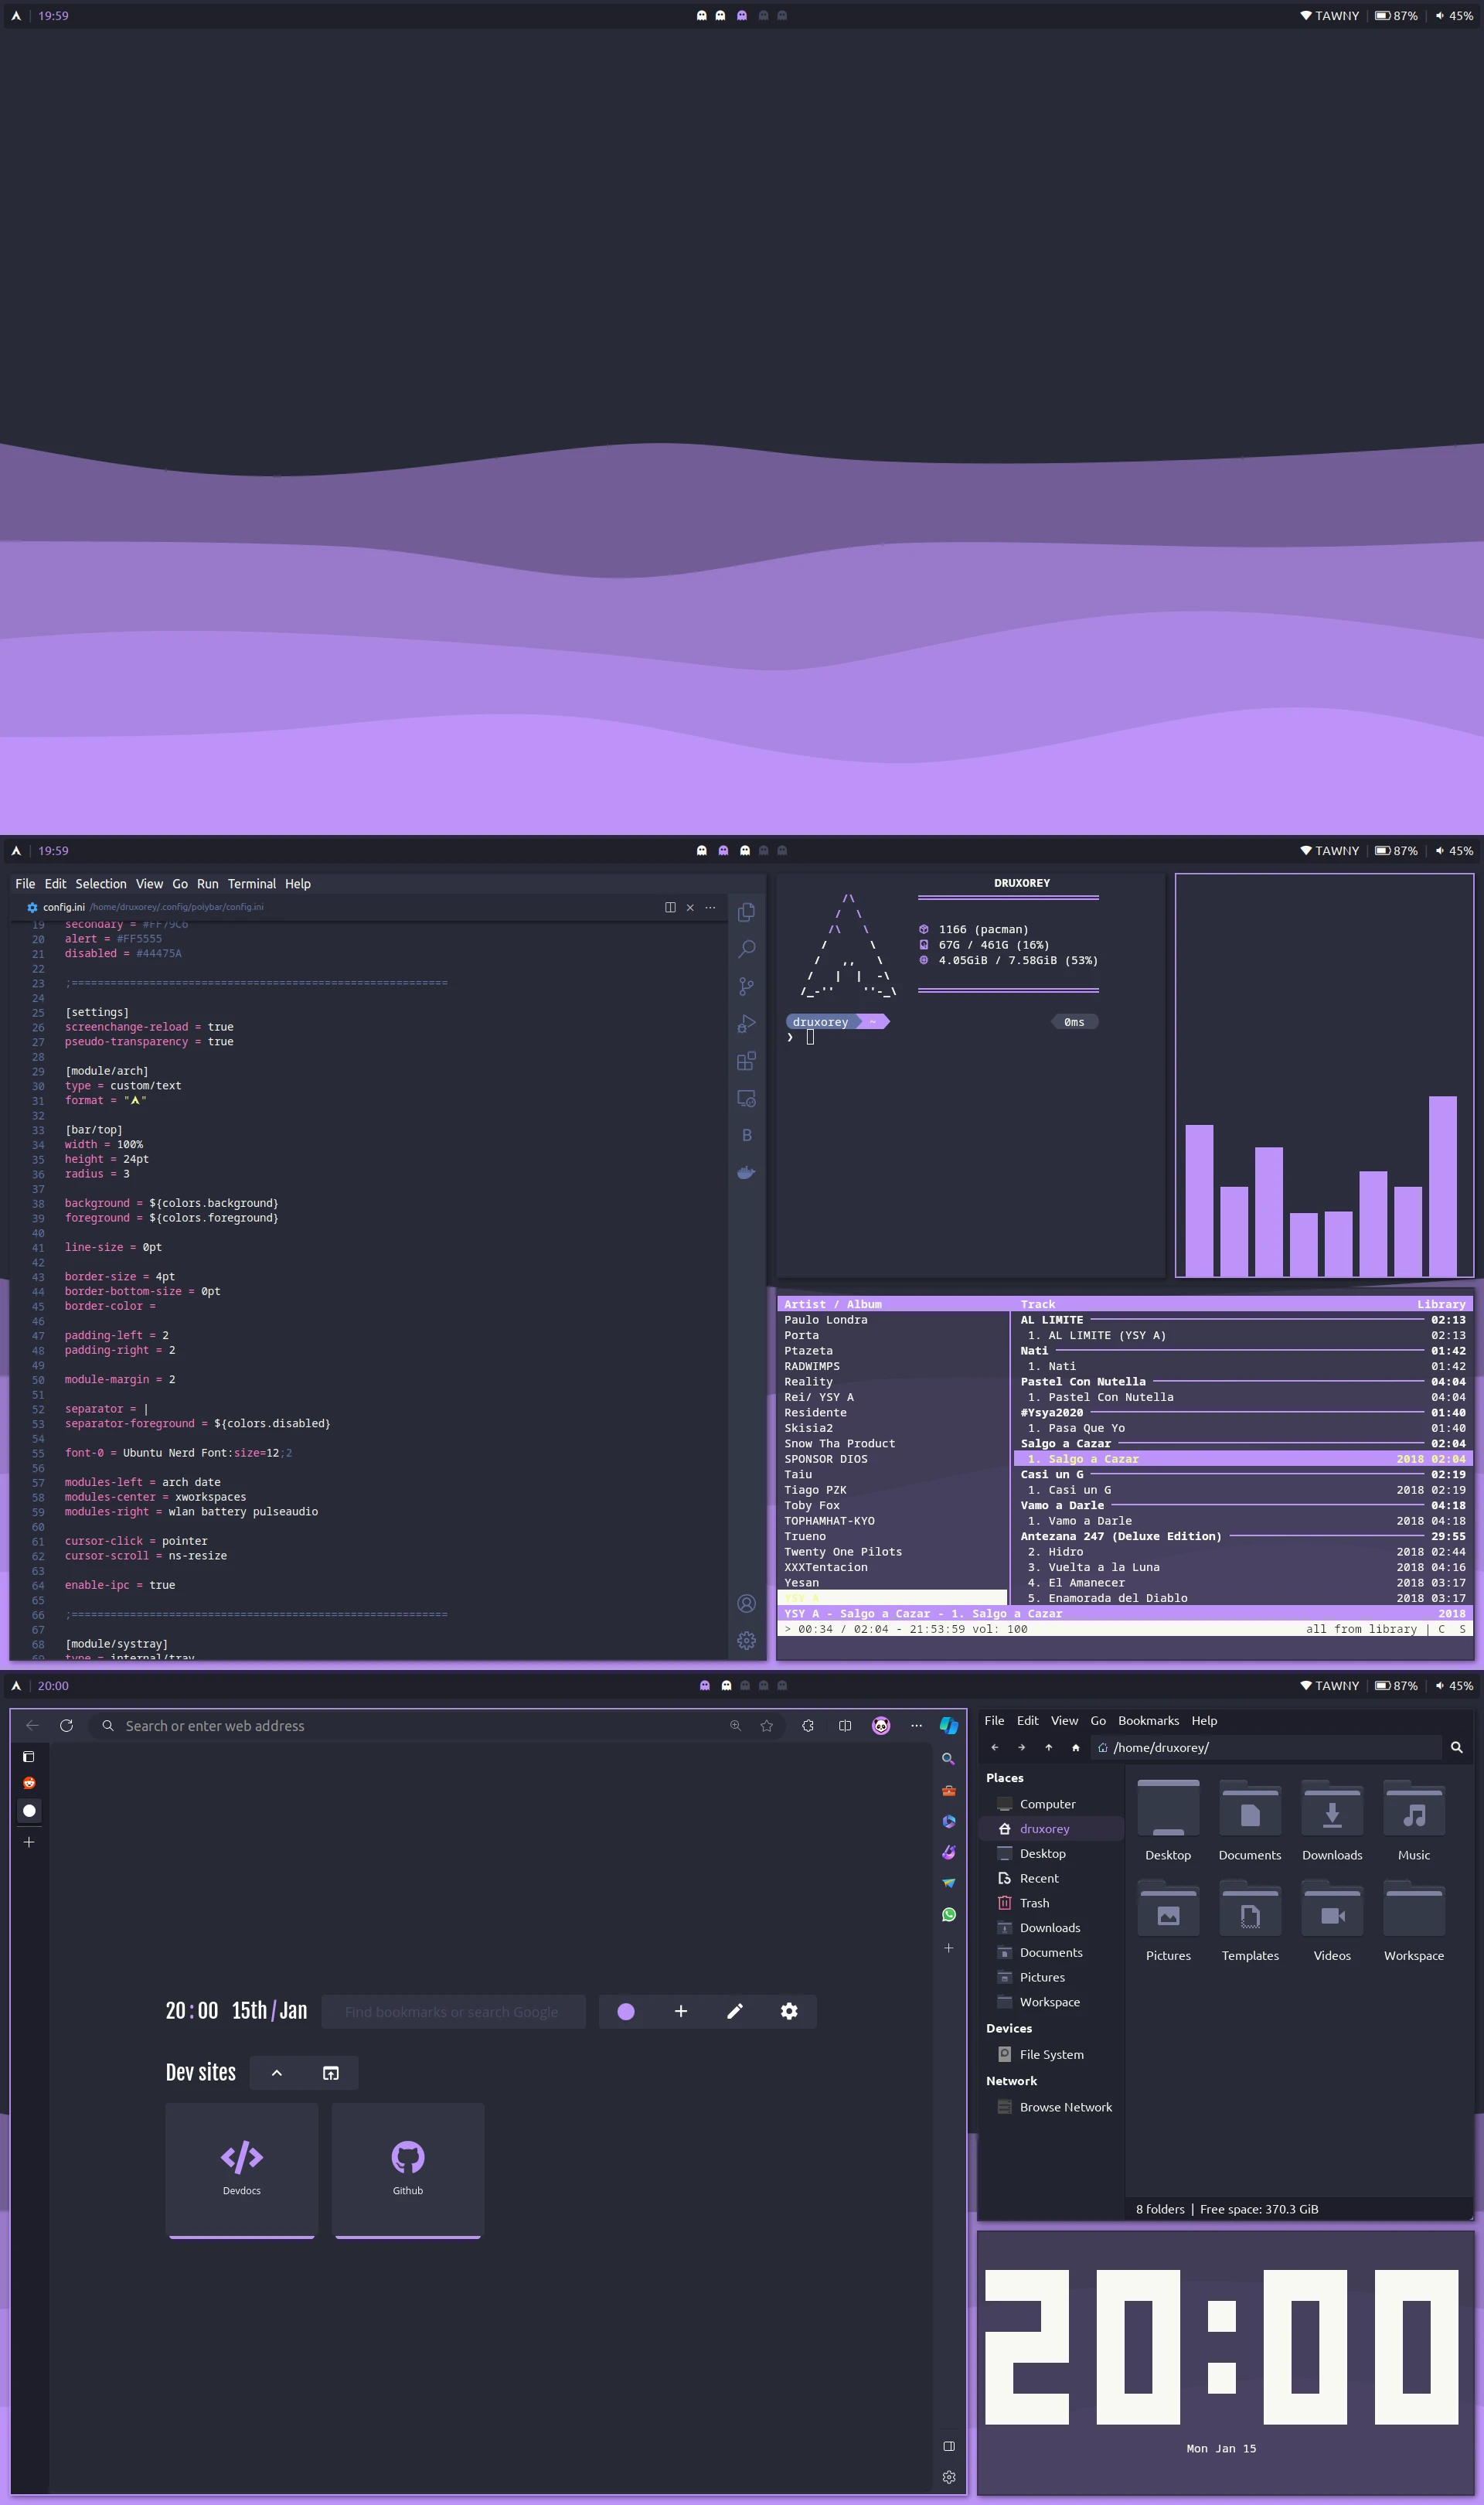 19:59
TAWNY | 87% | 45%
19:59
TAWNY | 87% | 45%
File Edit Selection View Go Run Terminal Help
config.ini /home/druxorey/.config/polybar/config.ini
19 secondary = #FF79C6
20 alert = #FF5555
21 disabled = #44475A
22
23 ;==========================================================
24
25 [settings]
26 screenchange-reload = true
27 pseudo-transparency = true
28
29 [module/arch]
30 type = custom/text
31 format = ""
32
33 [bar/top]
34 width = 100%
35 height = 24pt
36 radius = 3
37
38 background = ${colors.background}
39 foreground = ${colors.foreground}
40
41 line-size = 0pt
42
43 border-size = 4pt
44 border-bottom-size = 0pt
45 border-color =
46
47 padding-left = 2
48 padding-right = 2
49
50 module-margin = 2
51
52 separator = |
53 separator-foreground = ${colors.disabled}
54
55 font-0 = Ubuntu Nerd Font:size=12;2
56
57 modules-left = arch date
58 modules-center = xworkspaces
59 modules-right = wlan battery pulseaudio
60
61 cursor-click = pointer
62 cursor-scroll = ns-resize
63
64 enable-ipc = true
65
66 ;==========================================================
67
68 [module/systray]
69 type = internal/tray
B
DRUXOREY
1166 (pacman)
67G / 461G (16%)
4.05GiB / 7.58GiB (53%)
druxorey ~ 0ms
❯
Artist / Album
Paulo Londra
Porta
Ptazeta
RADWIMPS
Reality
Rei/ YSY A
Residente
Skisia2
Snow Tha Product
SPONSOR DIOS
Taiu
Tiago PZK
Toby Fox
TOPHAMHAT-KYO
Trueno
Twenty One Pilots
XXXTentacion
Yesan
YSY A
Track Library
AL LIMITE 02:13
1. AL LIMITE (YSY A) 02:13
Nati 01:42
1. Nati 01:42
Pastel Con Nutella 04:04
1. Pastel Con Nutella 04:04
#Ysya2020 01:40
1. Pasa Que Yo 01:40
Salgo a Cazar 02:04
1. Salgo a Cazar 2018 02:04
Casi un G 02:19
1. Casi un G 2018 02:19
Vamo a Darle 04:18
1. Vamo a Darle 2018 04:18
Antezana 247 (Deluxe Edition) 29:55
2. Hidro 2018 02:44
3. Vuelta a la Luna 2018 04:16
4. El Amanecer 2018 03:17
5. Enamorada del Diablo 2018 03:17
YSY A - Salgo a Cazar - 1. Salgo a Cazar 2018
> 00:34 / 02:04 - 21:53:59 vol: 100 all from library | C S
20:00
TAWNY | 87% | 45%
Search or enter web address
20:00 15th/Jan Find bookmarks or search Google
Dev sites
Devdocs
Github
File Edit View Go Bookmarks Help
/home/druxorey/
Places
Computer
druxorey
Desktop
Recent
Trash
Downloads
Documents
Pictures
Workspace
Devices
File System
Network
Browse Network
Desktop Documents Downloads Music
Pictures Templates Videos Workspace
8 folders | Free space: 370.3 GiB
20:00
Mon Jan 15